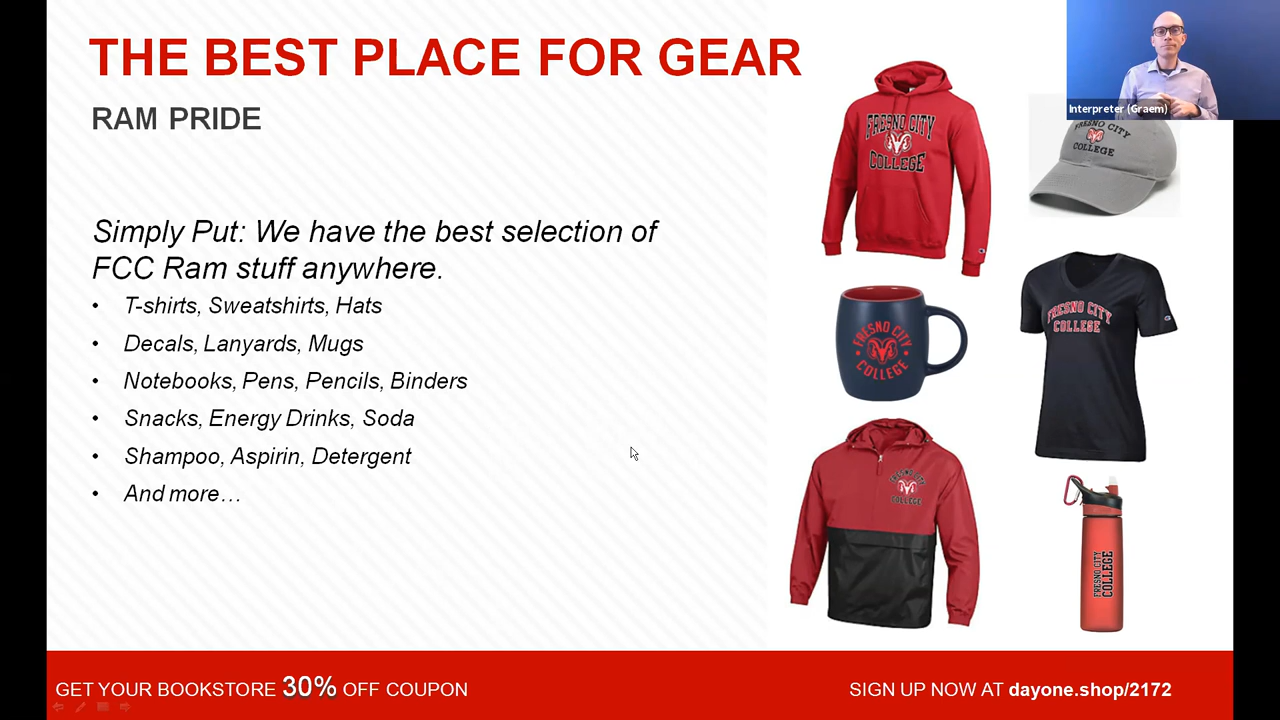 THE BEST PLACE FOR GEAR
RAM PRIDE
Simply Put: We have the best selection of
FCC Ram stuff anywhere.
• T-shirts, Sweatshirts, Hats
• Decals, Lanyards, Mugs
• Notebooks, Pens, Pencils, Binders
• Snacks, Energy Drinks, Soda
• Shampoo, Aspirin, Detergent
• And more…
Interpreter (Graem)
FRESNO CITY
COLLEGE
FRESNO CITY
COLLEGE
FRESNO CITY
COLLEGE
FRESNO CITY
COLLEGE
FRESNO CITY
COLLEGE
FRESNO CITY
COLLEGE
GET YOUR BOOKSTORE 30% OFF COUPON
SIGN UP NOW AT dayone.shop/2172